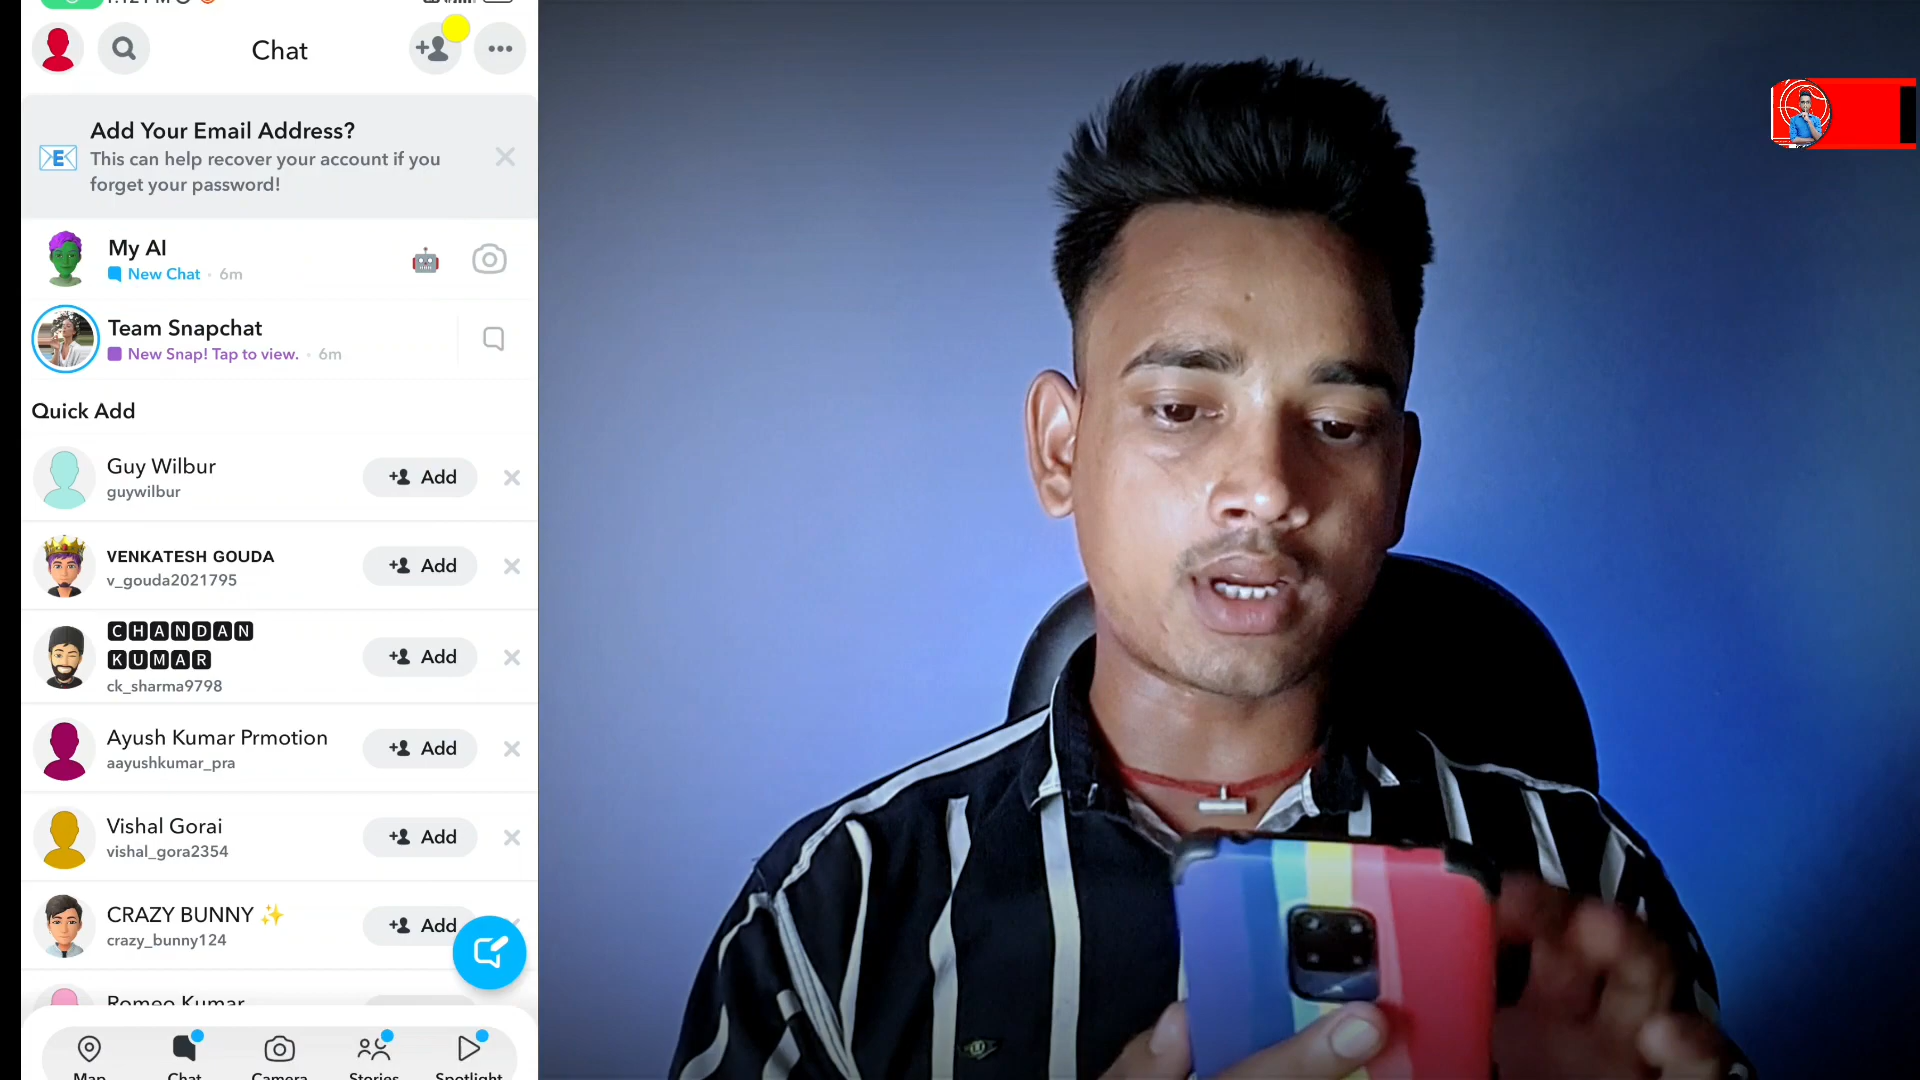 Chat
Add Your Email Address?
This can help recover your account if you
forget your password!
My AI
New Chat · 6m
Team Snapchat
New Snap! Tap to view. · 6m
Quick Add
Guy Wilbur
guywilbur
Add
VENKATESH GOUDA
v_gouda2021795
Add
CHANDAN
KUMAR
ck_sharma9798
Add
Ayush Kumar Prmotion
aayushkumar_pra
Add
Vishal Gorai
vishal_gora2354
Add
CRAZY BUNNY ✨
crazy_bunny124
Add
Romeo Kumar
Map
Chat
Camera
Stories
Spotlight